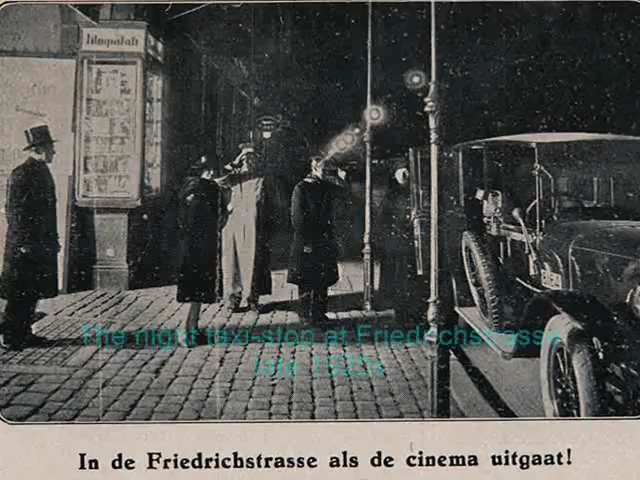 filmpalast
The night taxi-stop at Friedrichstrasse
late 1920s
In de Friedrichstrasse als de cinema uitgaat!